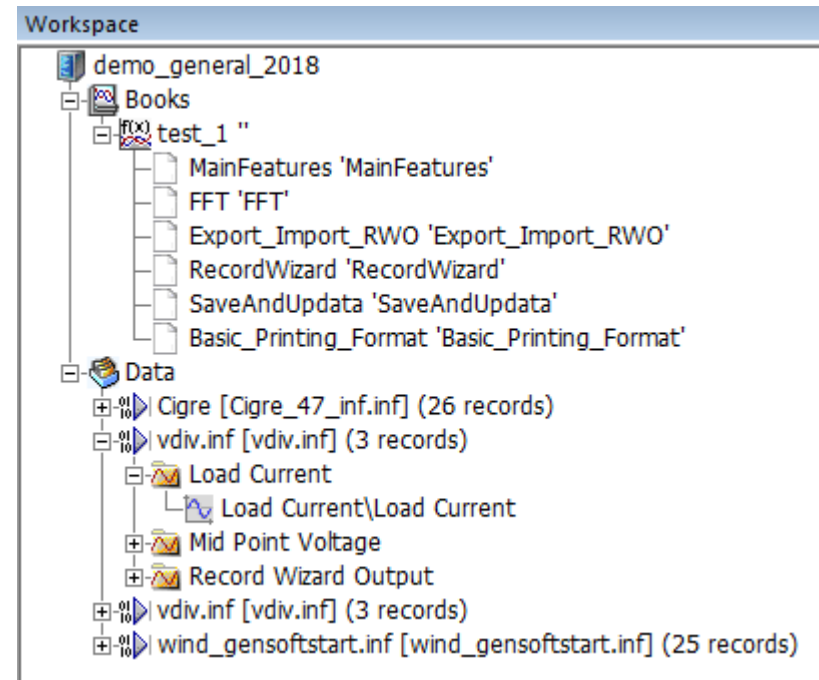 Workspace
demo_general_2018
Books
test_1 ''
MainFeatures 'MainFeatures'
FFT 'FFT'
Export_Import_RWO 'Export_Import_RWO'
RecordWizard 'RecordWizard'
SaveAndUpdata 'SaveAndUpdata'
Basic_Printing_Format 'Basic_Printing_Format'
Data
Cigre [Cigre_47_inf.inf] (26 records)
vdiv.inf [vdiv.inf] (3 records)
Load Current
Load Current\Load Current
Mid Point Voltage
Record Wizard Output
vdiv.inf [vdiv.inf] (3 records)
wind_gensoftstart.inf [wind_gensoftstart.inf] (25 records)